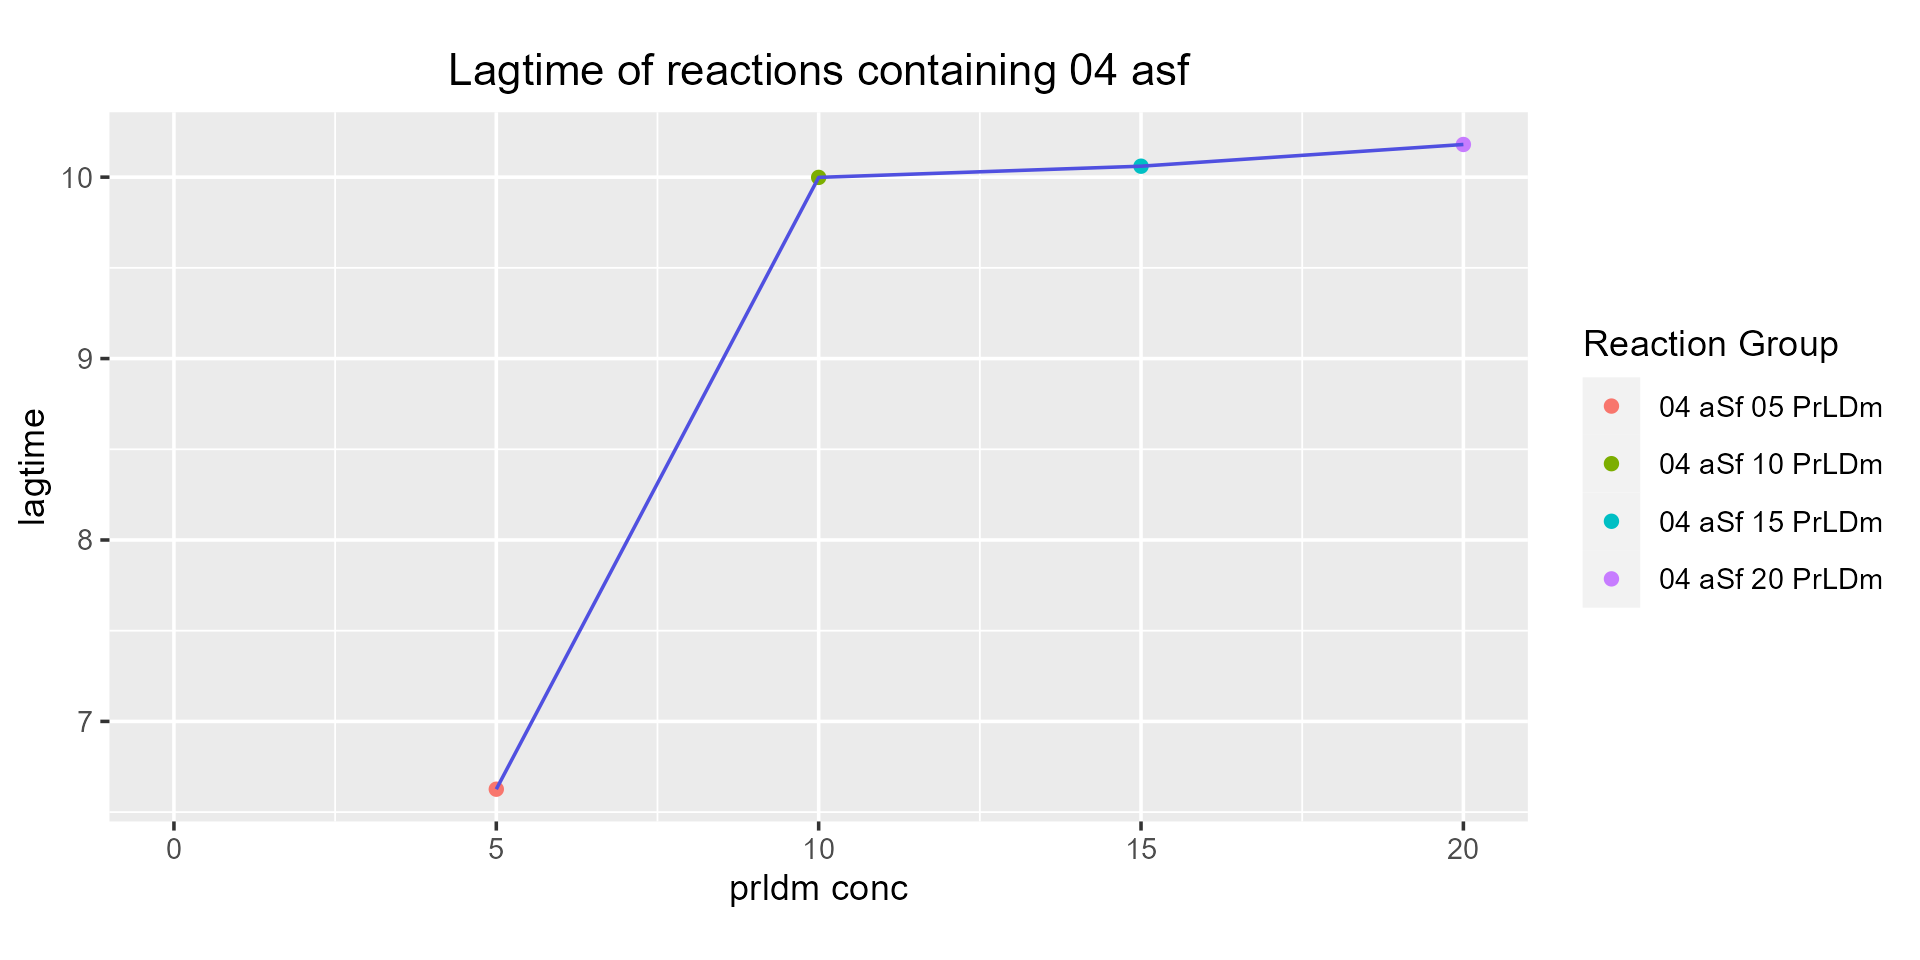 Lagtime of reactions containing 04 asf
lagtime
10
9
8
7
0 5 10 15 20
prldm conc
Reaction Group
04 aSf 05 PrLDm
04 aSf 10 PrLDm
04 aSf 15 PrLDm
04 aSf 20 PrLDm